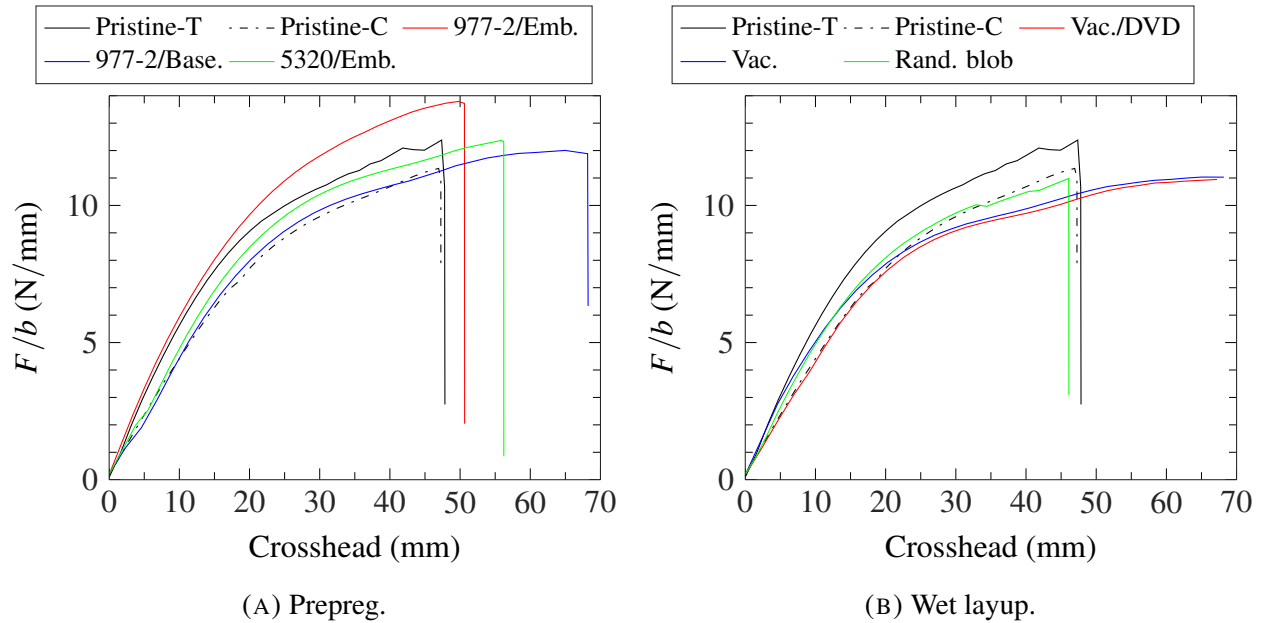 Pristine-T Pristine-C 977-2/Emb.
977-2/Base. 5320/Emb.
10
5
0
F/b (N/mm)
0 10 20 30 40 50 60 70
Crosshead (mm)
(A) Prepreg.
Pristine-T Pristine-C Vac./DVD
Vac. Rand. blob
10
5
0
F/b (N/mm)
0 10 20 30 40 50 60 70
Crosshead (mm)
(B) Wet layup.